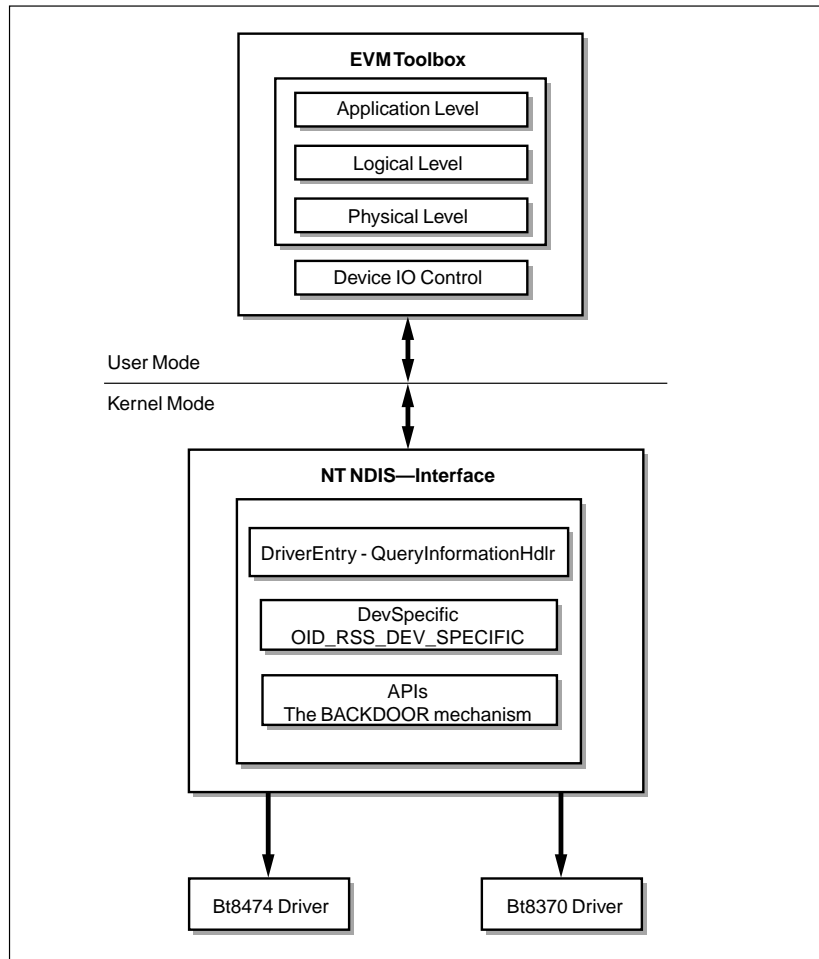 EVM Toolbox
Application Level
Logical Level
Physical Level
Device IO Control
User Mode
Kernel Mode
NT NDIS—Interface
DriverEntry - QueryInformationHdlr
DevSpecific
OID_RSS_DEV_SPECIFIC
APIs
The BACKDOOR mechanism
Bt8474 Driver
Bt8370 Driver